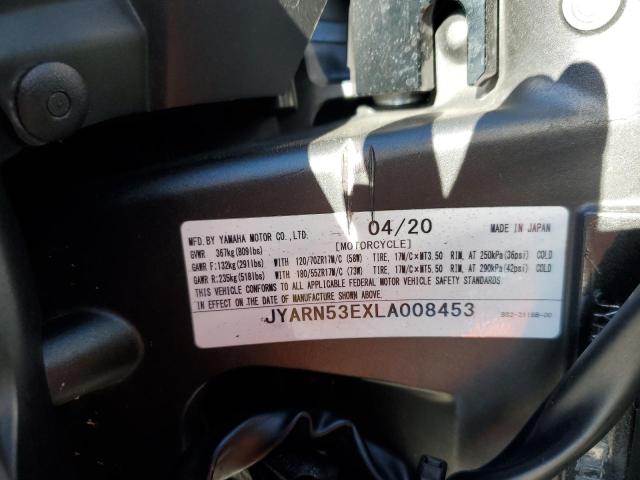 MFD.BY YAMAHA MOTOR CO.,LTD. 04/20 MADE IN JAPAN
GVWR 367kg(809lbs) [MOTORCYCLE]
GAWR F:132kg(291lbs) WITH 120/70ZR17M/C (58W) TIRE, 17M/C×MT3.50 RIM, AT 250kPa(36psi) COLD
GAWR R:235kg(518lbs) WITH 180/55ZR17M/C (73W) TIRE, 17M/C×MT5.50 RIM, AT 290kPa(42psi) COLD
THIS VEHICLE CONFORMS TO ALL APPLICABLE FEDERAL MOTOR VEHICLE SAFETY STANDARDS
IN EFFECT ON THE DATE OF MANUFACTURE SHOWN ABOVE.
JYARN53EXLA008453